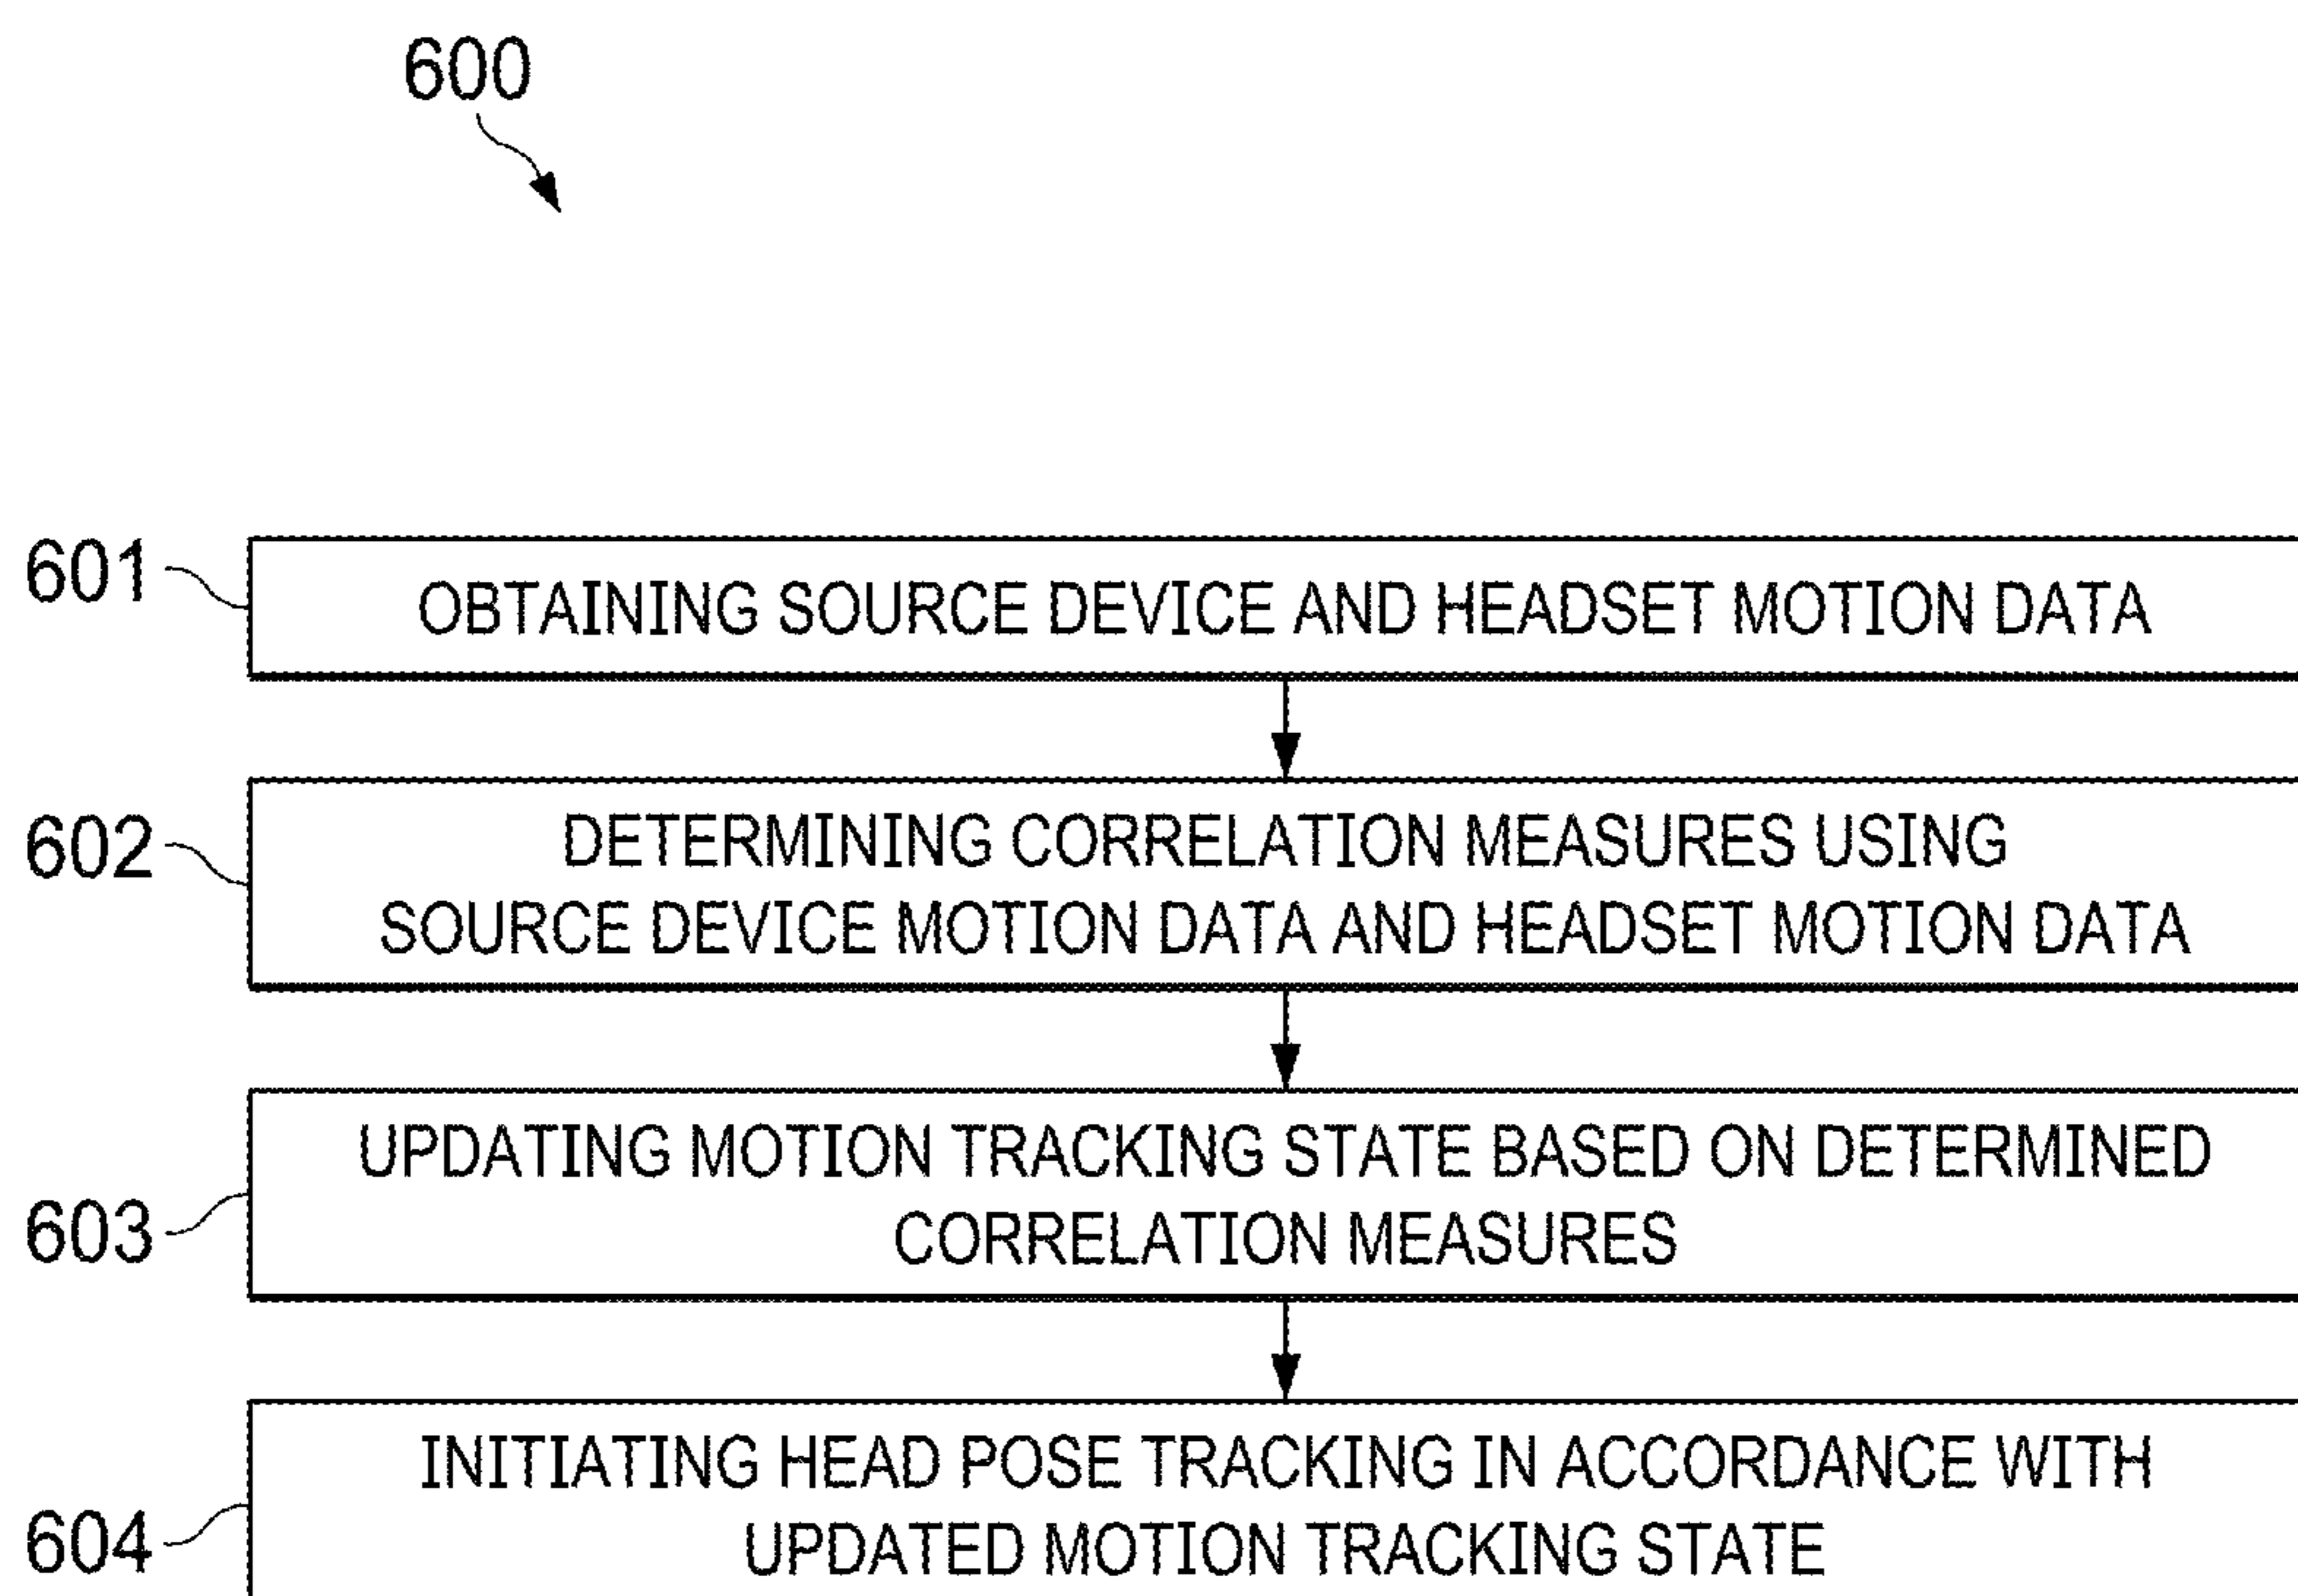 600
601
OBTAINING SOURCE DEVICE AND HEADSET MOTION DATA
602
DETERMINING CORRELATION MEASURES USING
SOURCE DEVICE MOTION DATA AND HEADSET MOTION DATA
603
UPDATING MOTION TRACKING STATE BASED ON DETERMINED
CORRELATION MEASURES
604
INITIATING HEAD POSE TRACKING IN ACCORDANCE WITH
UPDATED MOTION TRACKING STATE